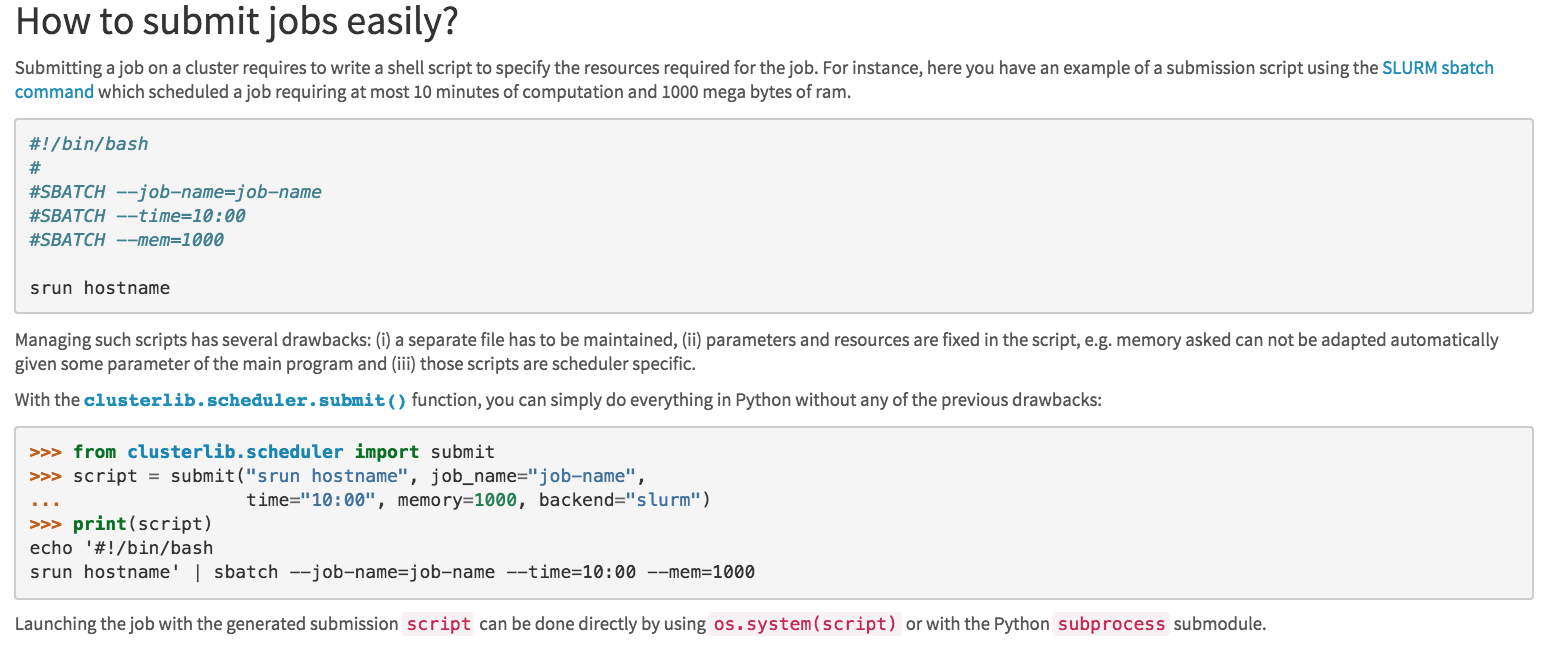 How to submit jobs easily?
Submitting a job on a cluster requires to write a shell script to specify the resources required for the job. For instance, here you have an example of a submission script using the SLURM sbatch
command which scheduled a job requiring at most 10 minutes of computation and 1000 mega bytes of ram.
#!/bin/bash
#
#SBATCH --job-name=job-name
#SBATCH --time=10:00
#SBATCH --mem=1000
srun hostname
Managing such scripts has several drawbacks: (i) a separate file has to be maintained, (ii) parameters and resources are fixed in the script, e.g. memory asked can not be adapted automatically
given some parameter of the main program and (iii) those scripts are scheduler specific.
With the clusterlib.scheduler.submit() function, you can simply do everything in Python without any of the previous drawbacks:
>>> from clusterlib.scheduler import submit
>>> script = submit("srun hostname", job_name="job-name",
...                 time="10:00", memory=1000, backend="slurm")
>>> print(script)
echo '#!/bin/bash
srun hostname' | sbatch --job-name=job-name --time=10:00 --mem=1000
Launching the job with the generated submission script can be done directly by using os.system(script) or with the Python subprocess submodule.